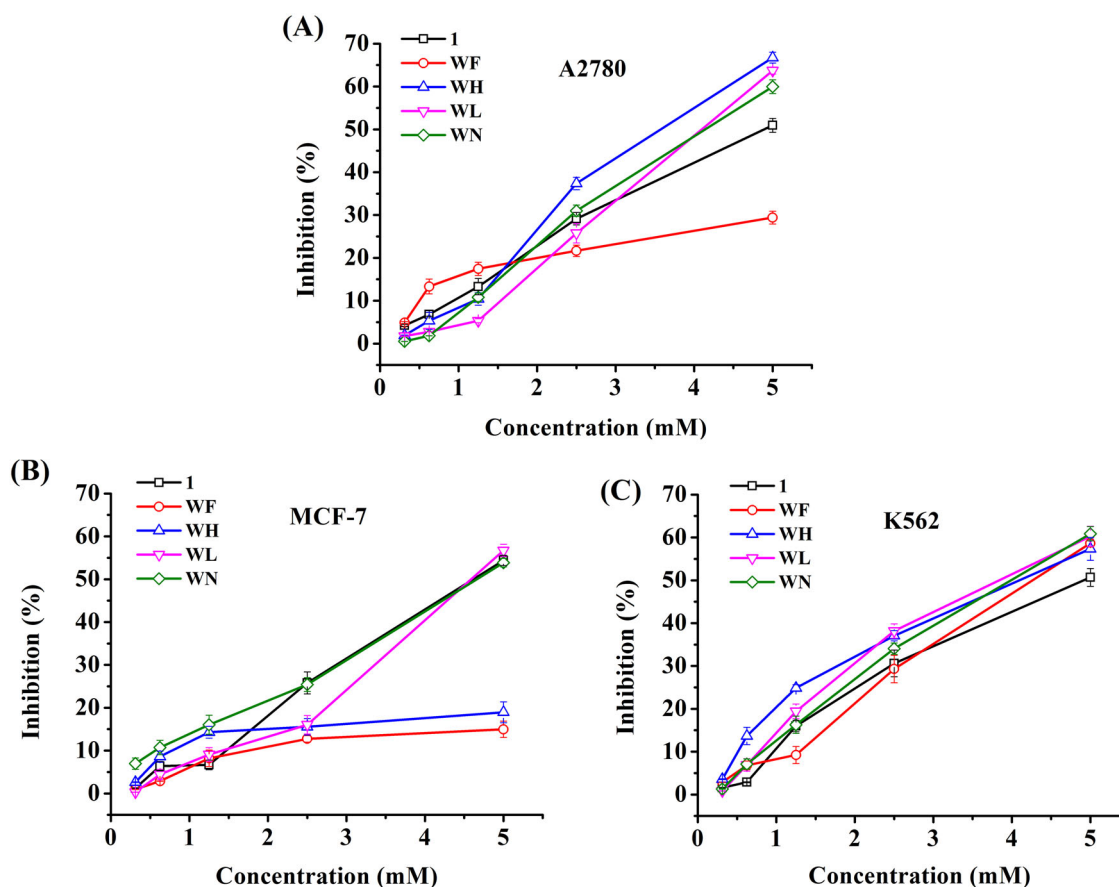 (A)
1
WF
WH
WL
WN
A2780
70
60
50
40
30
20
10
0
Inhibition (%)
0 1 2 3 4 5
Concentration (mM)
(B)
1
WF
WH
WL
WN
MCF-7
70
60
50
40
30
20
10
0
Inhibition (%)
0 1 2 3 4 5
Concentration (mM)
(C)
1
WF
WH
WL
WN
K562
70
60
50
40
30
20
10
0
Inhibition (%)
0 1 2 3 4 5
Concentration (mM)